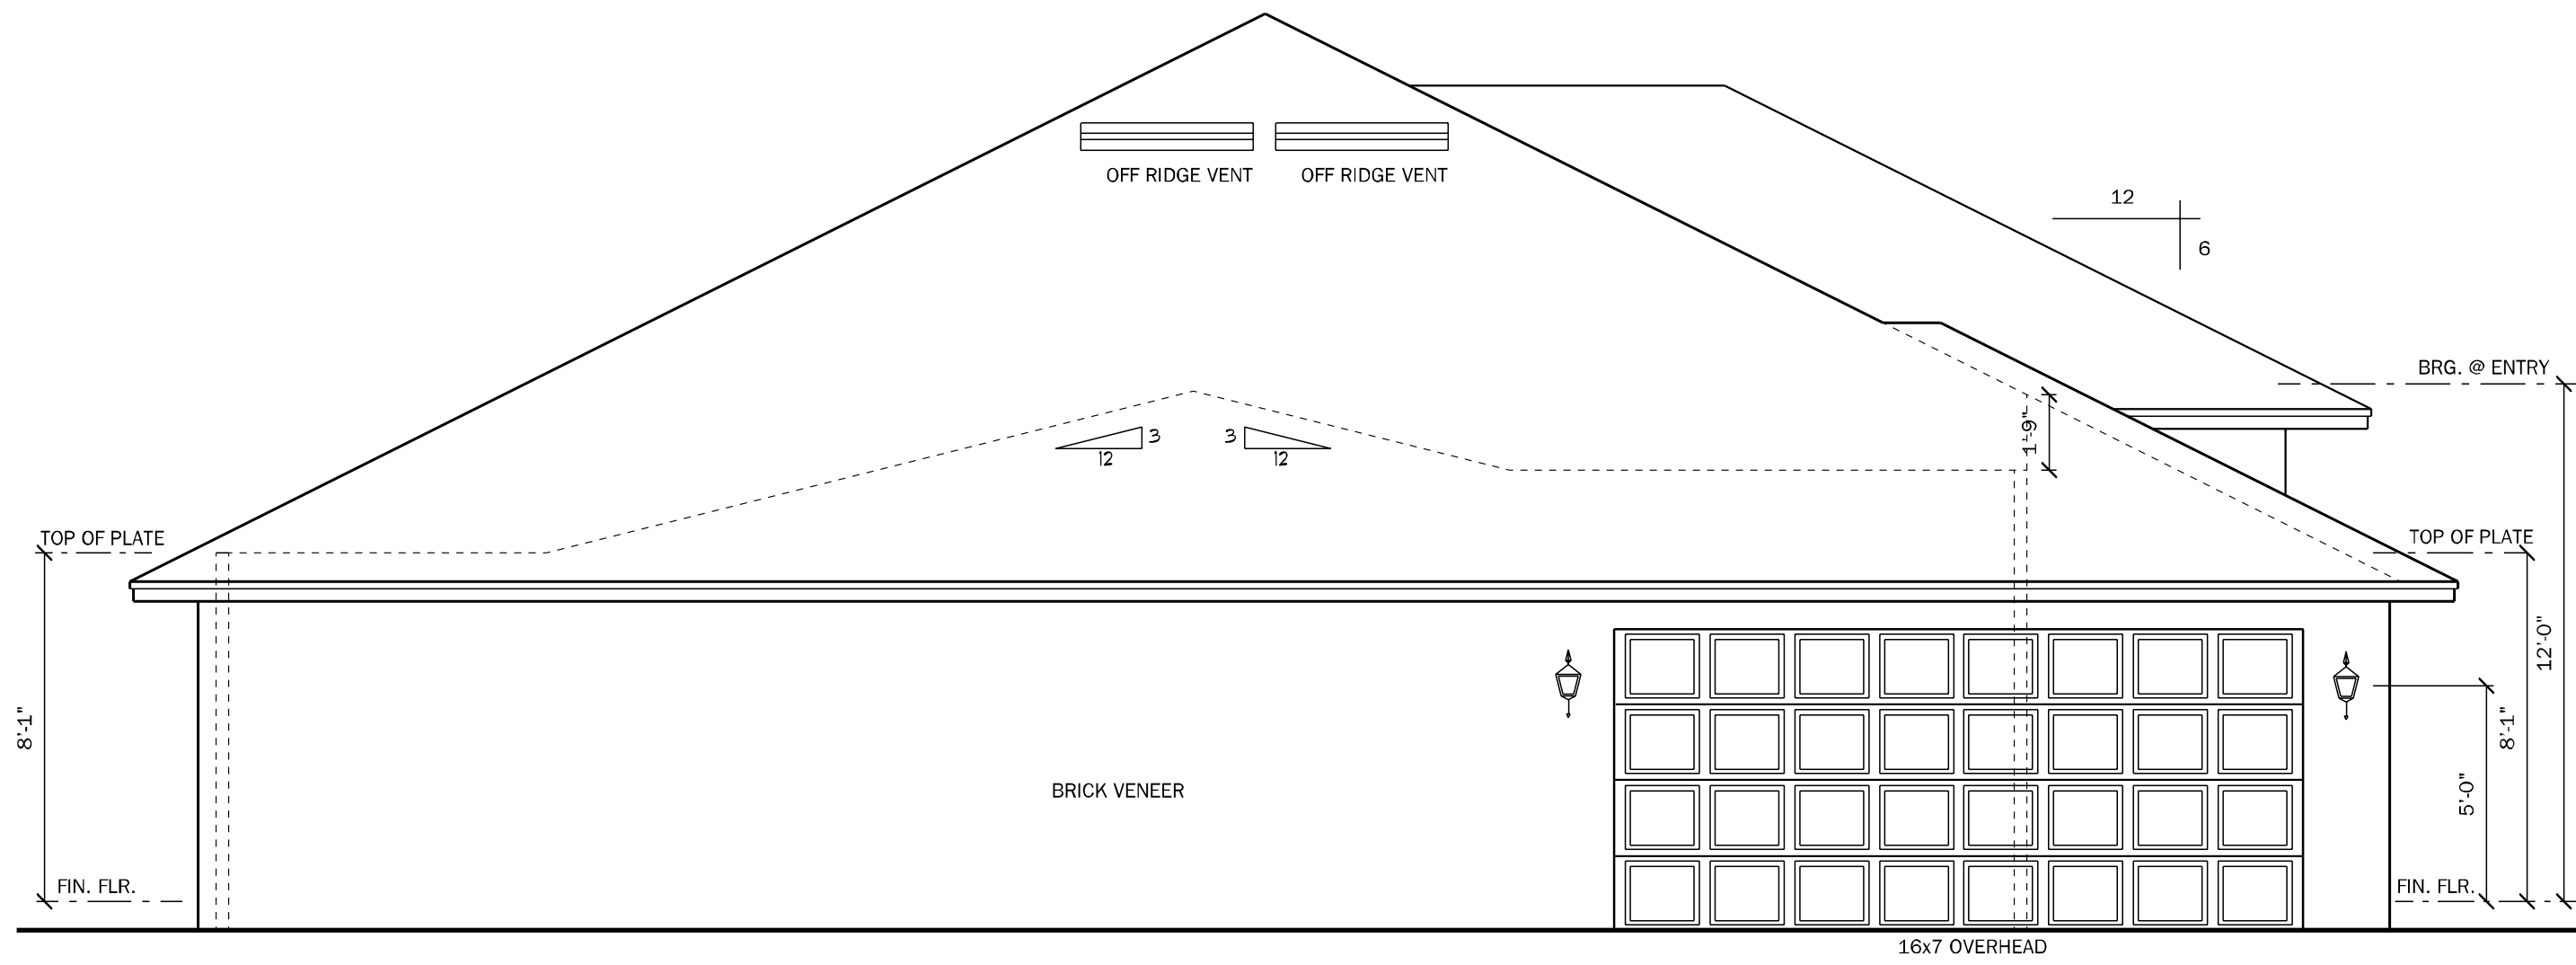 OFF RIDGE VENT
OFF RIDGE VENT
12
6
BRG. @ ENTRY
3
12
3
12
1'-9"
TOP OF PLATE
TOP OF PLATE
12'-0"
8'-1"
8'-1"
5'-0"
BRICK VENEER
FIN. FLR.
FIN. FLR.
16x7 OVERHEAD